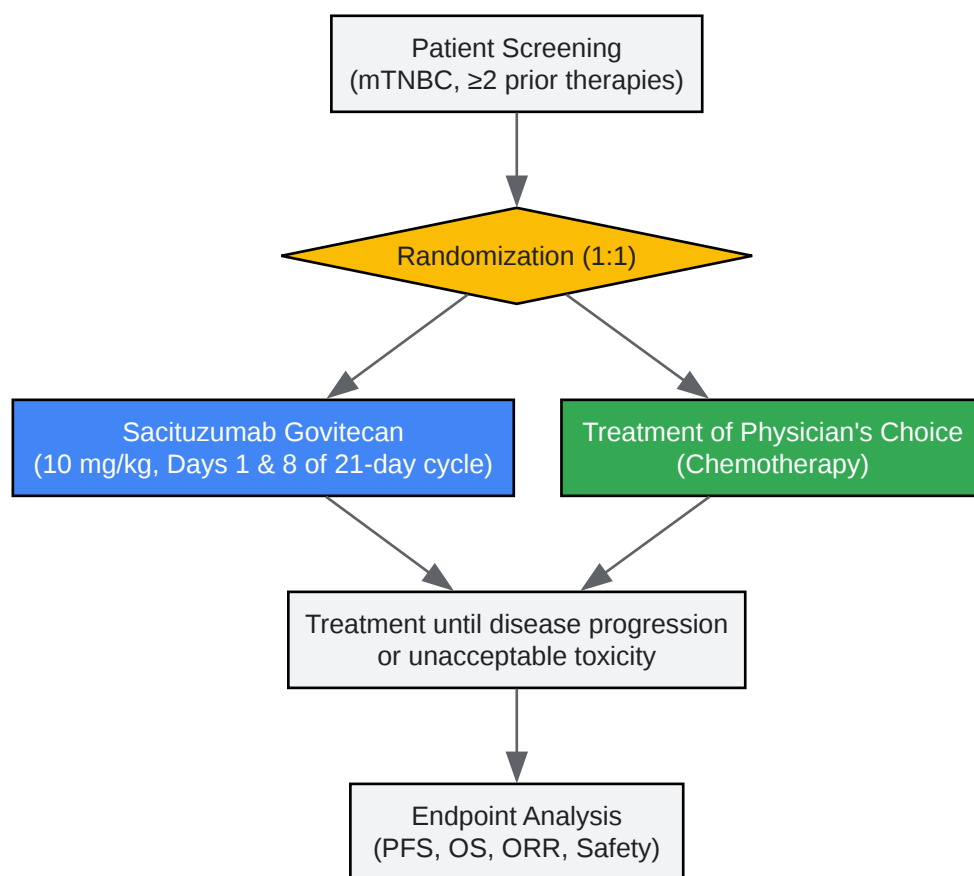 Patient Screening
(mTNBC, ≥2 prior therapies)
Randomization (1:1)
Sacituzumab Govitecan
(10 mg/kg, Days 1 & 8 of 21-day cycle)
Treatment of Physician's Choice
(Chemotherapy)
Treatment until disease progression
or unacceptable toxicity
Endpoint Analysis
(PFS, OS, ORR, Safety)